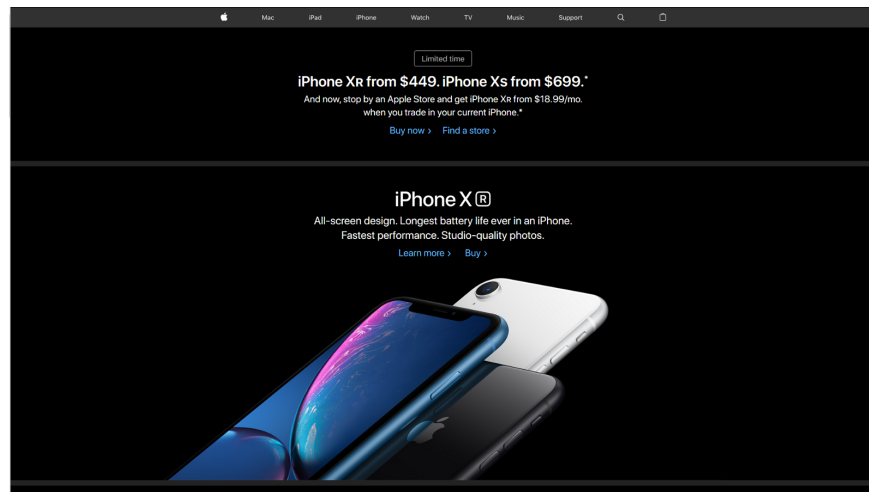 Mac iPad iPhone Watch TV Music Support
Limited time
iPhone XR from $449. iPhone XS from $699.*
And now, stop by an Apple Store and get iPhone XR from $18.99/mo.
when you trade in your current iPhone.*
Buy now › Find a store ›
iPhone X R
All-screen design. Longest battery life ever in an iPhone.
Fastest performance. Studio-quality photos.
Learn more › Buy ›